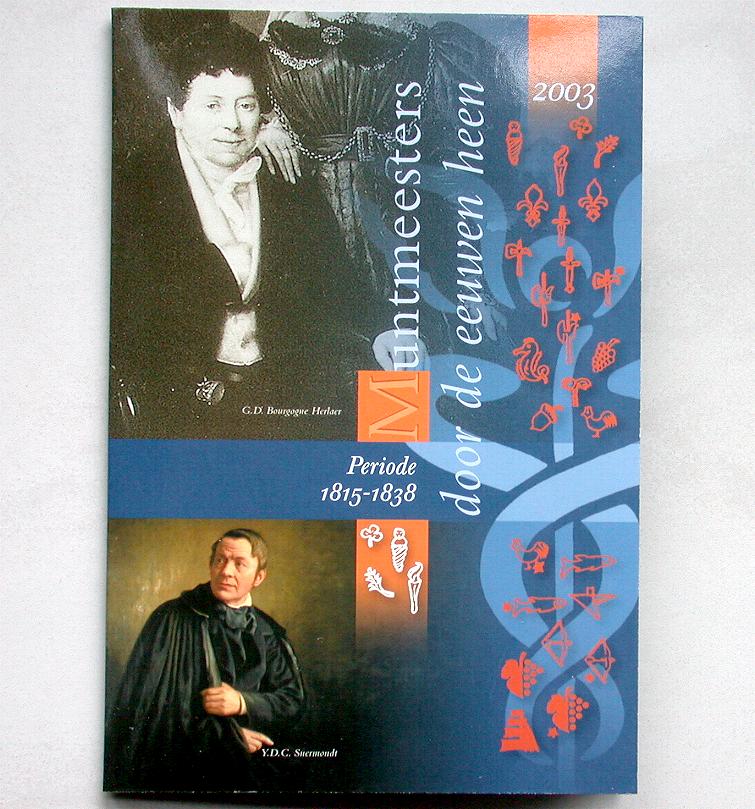 2003
Muntmeesters
door de eeuwen heen
G.D. Bourgogne Herlaer
Periode
1815-1838
Y.D.C. Suermondt